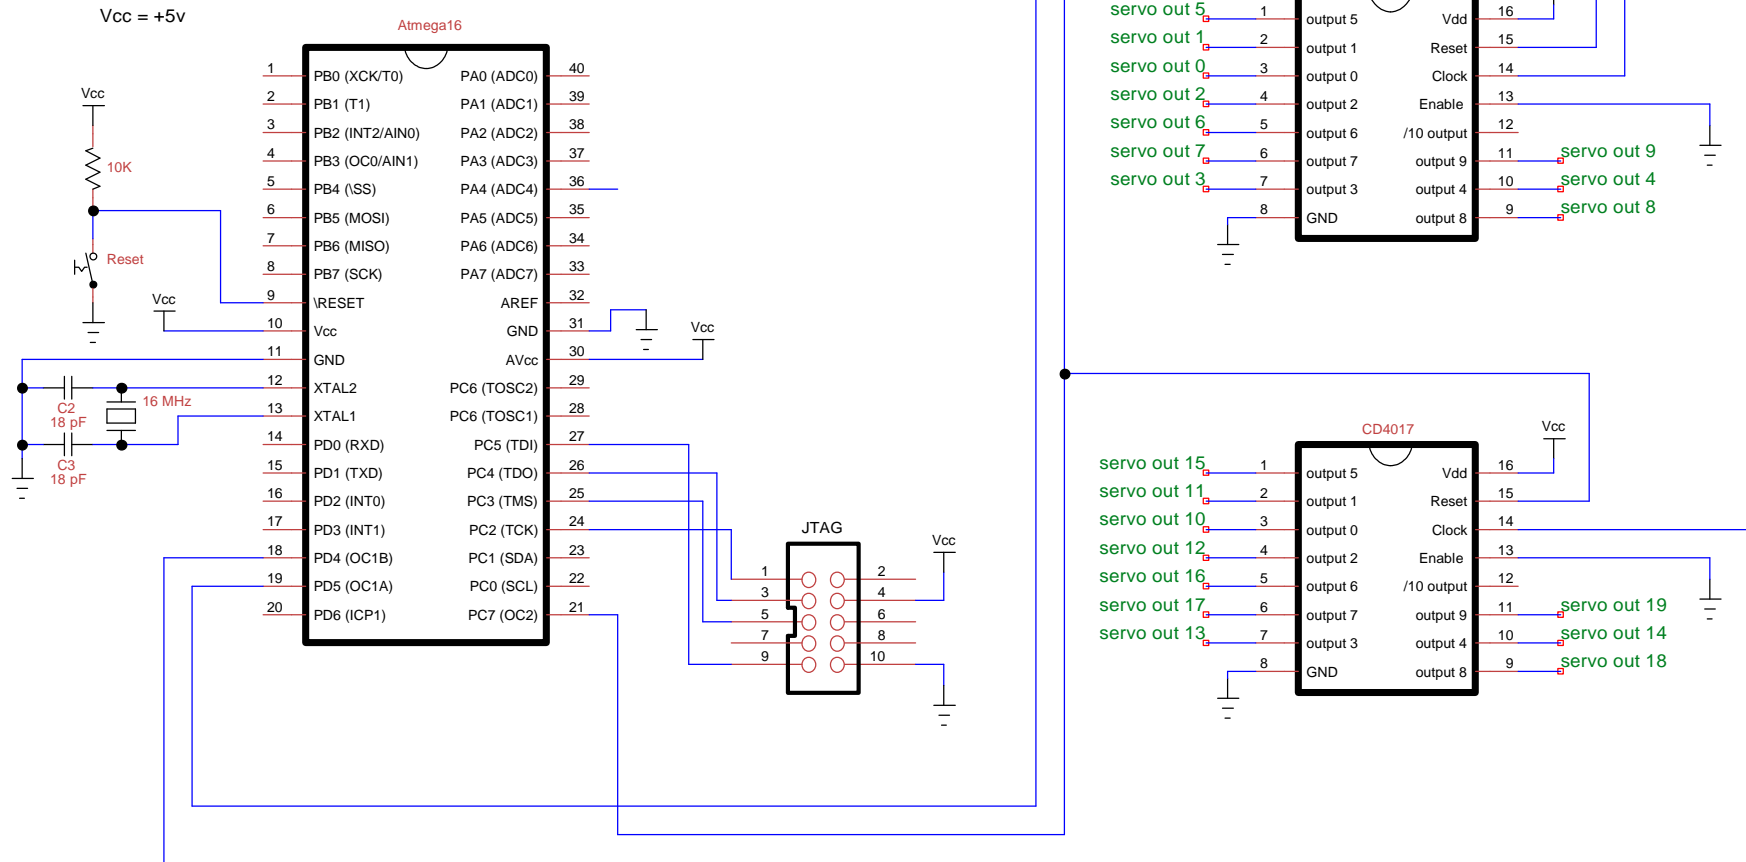 Vcc = +5v
Atmega16
1 PB0 (XCK/T0) PA0 (ADC0) 40
2 PB1 (T1) PA1 (ADC1) 39
3 PB2 (INT2/AIN0) PA2 (ADC2) 38
4 PB3 (OC0/AIN1) PA3 (ADC3) 37
5 PB4 (\SS) PA4 (ADC4) 36
6 PB5 (MOSI) PA5 (ADC5) 35
7 PB6 (MISO) PA6 (ADC6) 34
8 PB7 (SCK) PA7 (ADC7) 33
9 \RESET AREF 32
10 Vcc GND 31
11 GND AVcc 30
12 XTAL2 PC6 (TOSC2) 29
13 XTAL1 PC6 (TOSC1) 28
14 PD0 (RXD) PC5 (TDI) 27
15 PD1 (TXD) PC4 (TDO) 26
16 PD2 (INT0) PC3 (TMS) 25
17 PD3 (INT1) PC2 (TCK) 24
18 PD4 (OC1B) PC1 (SDA) 23
19 PD5 (OC1A) PC0 (SCL) 22
20 PD6 (ICP1) PC7 (OC2) 21
Vcc
10K
Reset
Vcc
C2
18 pF
16 MHz
C3
18 pF
Vcc
JTAG
Vcc
1 2
3 4
5 6
7 8
9 10
servo out 5 1 output 5 Vdd 16
servo out 1 2 output 1 Reset 15
servo out 0 3 output 0 Clock 14
servo out 2 4 output 2 Enable 13
servo out 6 5 output 6 /10 output 12
servo out 7 6 output 7 output 9 11 servo out 9
servo out 3 7 output 3 output 4 10 servo out 4
8 GND output 8 9 servo out 8
CD4017
Vcc
servo out 15 1 output 5 Vdd 16
servo out 11 2 output 1 Reset 15
servo out 10 3 output 0 Clock 14
servo out 12 4 output 2 Enable 13
servo out 16 5 output 6 /10 output 12
servo out 17 6 output 7 output 9 11 servo out 19
servo out 13 7 output 3 output 4 10 servo out 14
8 GND output 8 9 servo out 18